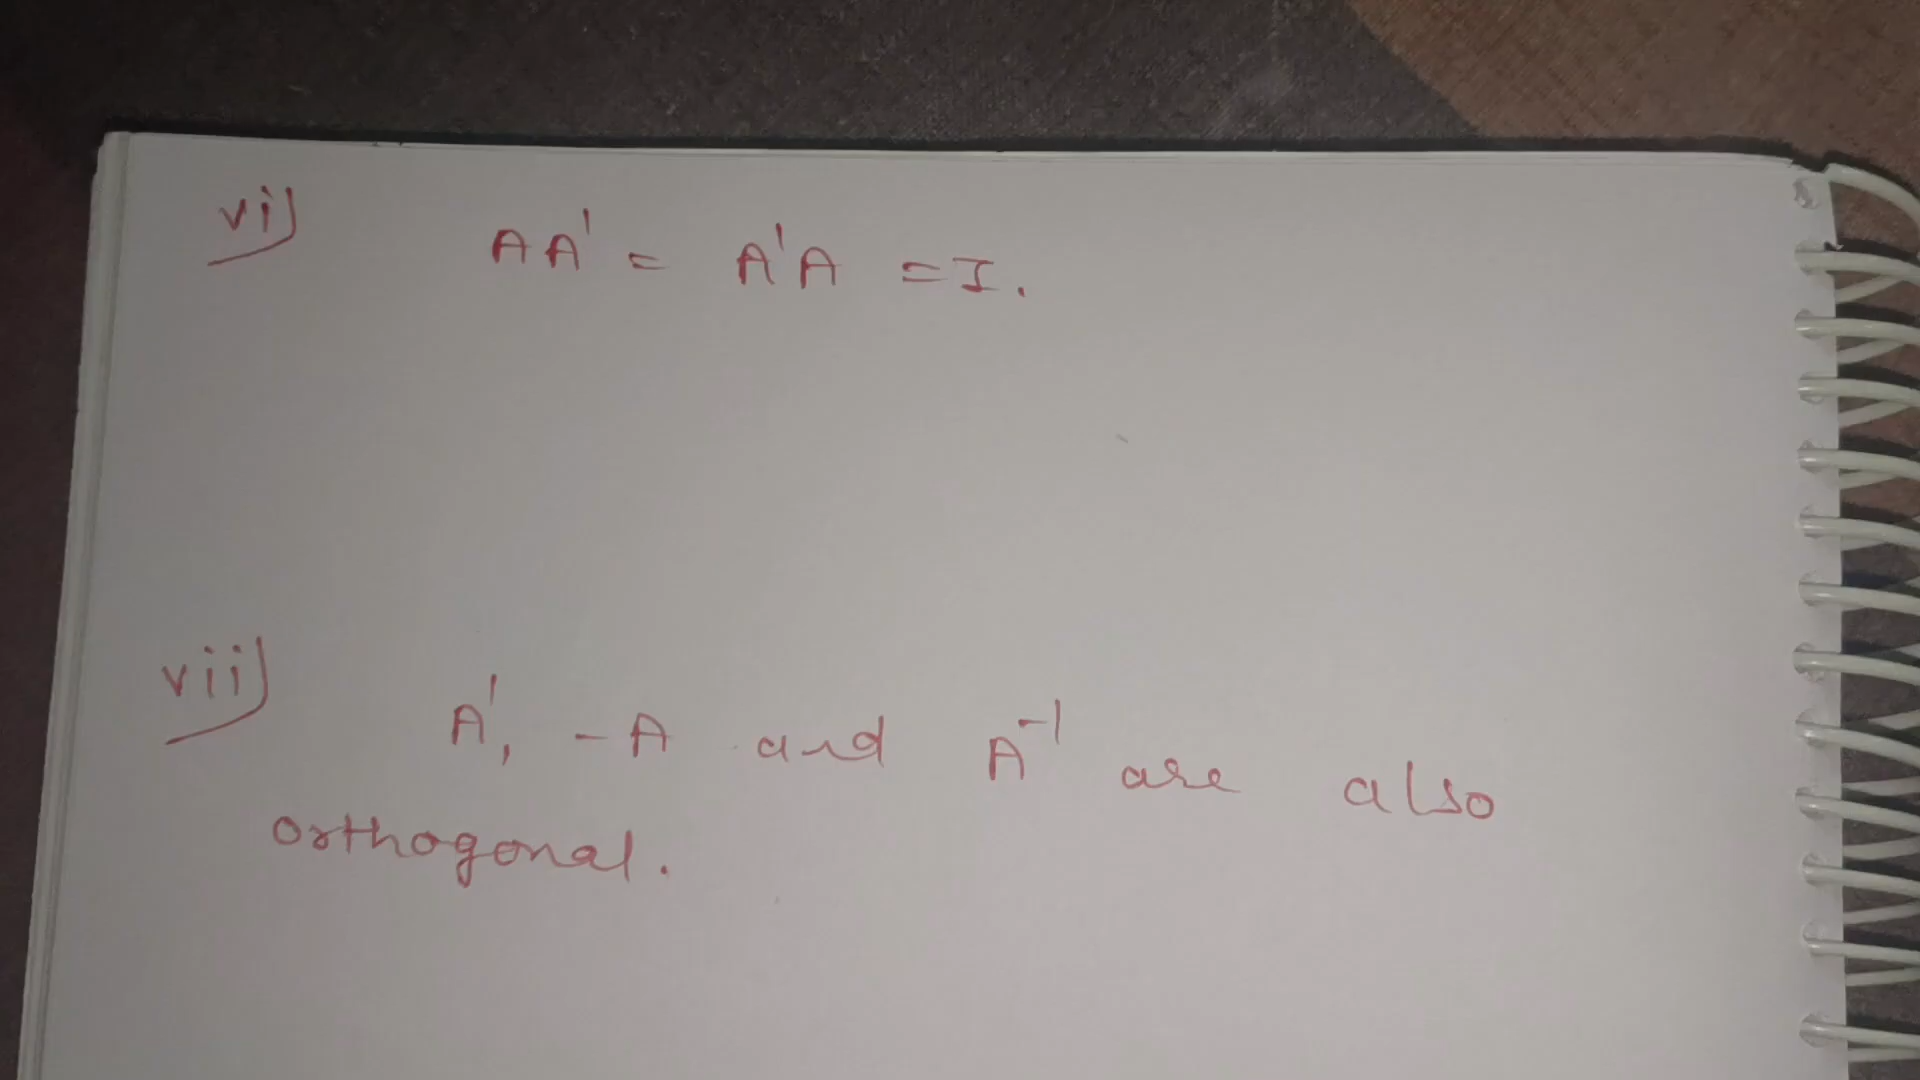 vi) AA' = A'A = I.
vii) A', -A and A⁻¹ are also
orthogonal.